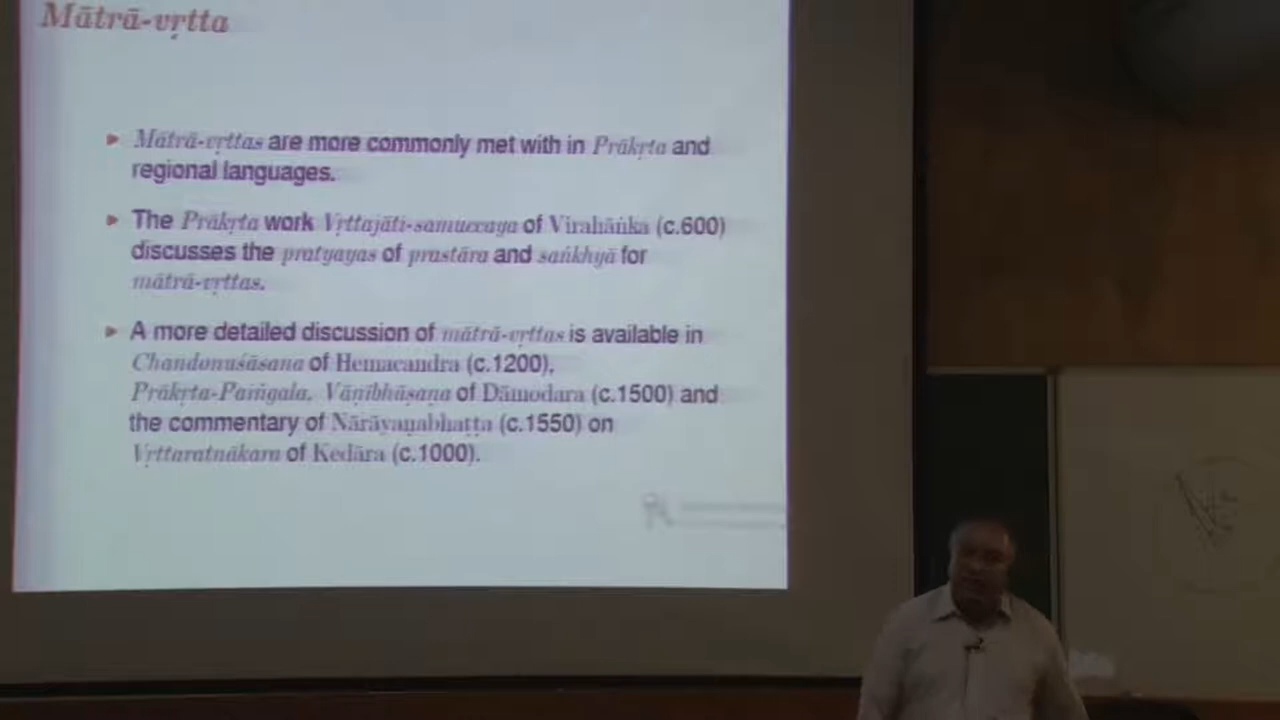 Mātrā-vṛtta
Mātrā-vṛttas are more commonly met with in Prākṛta and
regional languages.
The Prākṛta work Vṛttajāti-samuccaya of Virahāṅka (c.600)
discusses the pratyayas of prastāra and saṅkhyā for
mātrā-vṛttas.
A more detailed discussion of mātrā-vṛttas is available in
Chandonuśāsana of Hemacandra (c.1200),
Prākṛta-Paiṅgala, Vāṇībhūṣaṇa of Dāmodara (c.1500) and
the commentary of Nārāyaṇabhaṭṭa (c.1550) on
Vṛttaratnākara of Kedāra (c.1000).